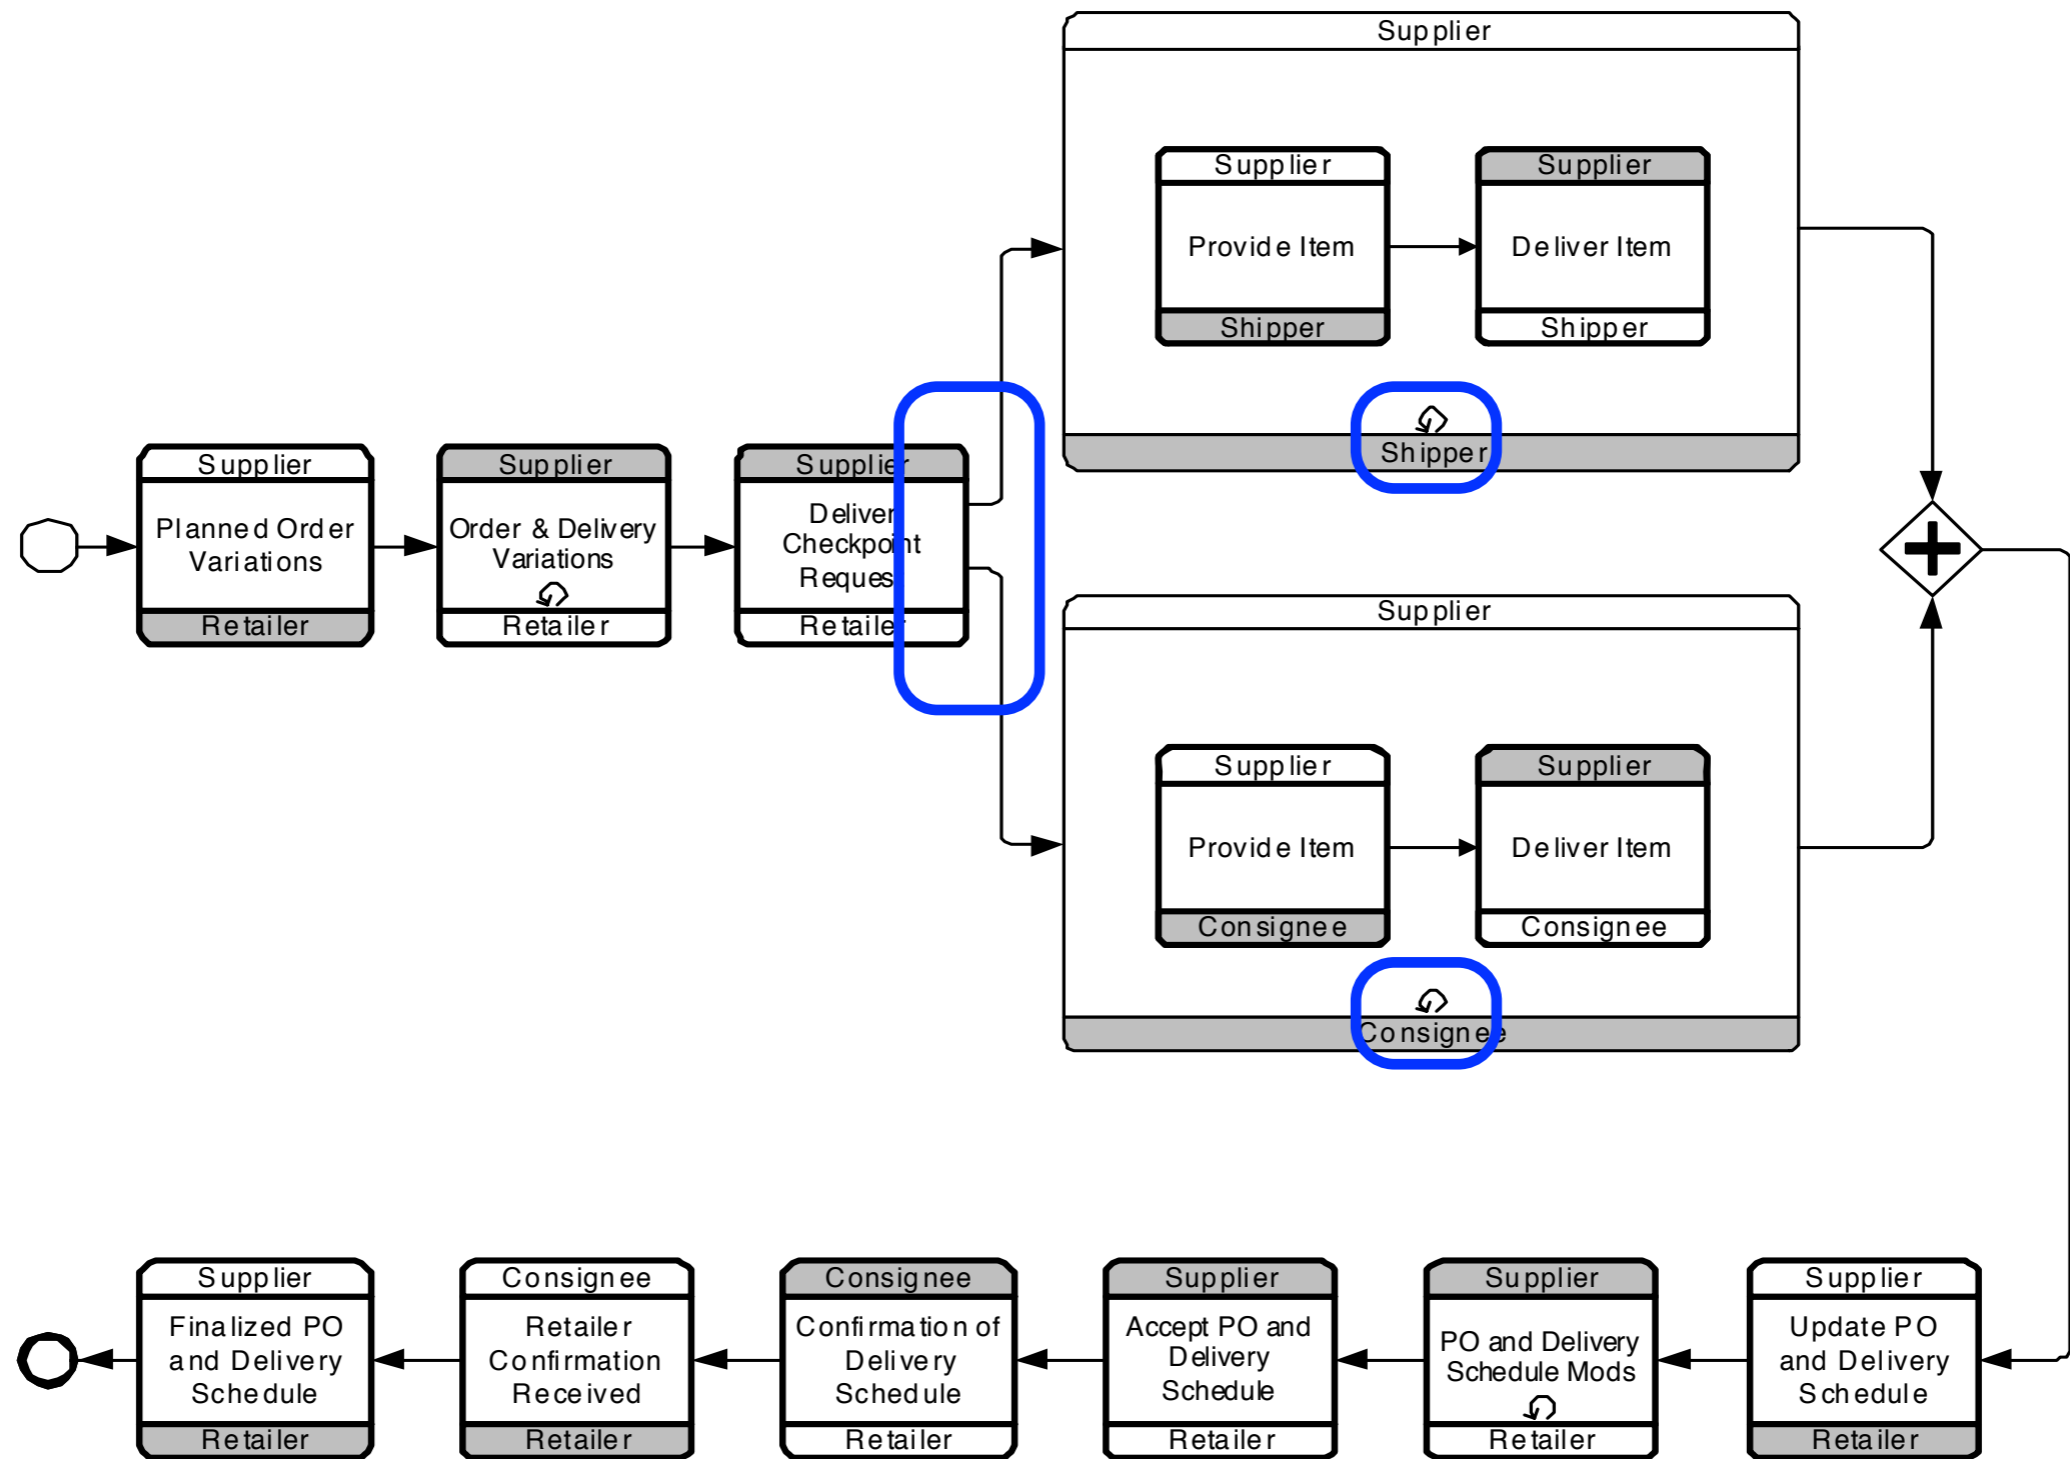 Supplier
Supplier
Provide Item
Shipper
Supplier
Deliver Item
Shipper
Shipper
Supplier
Planned Order
Variations
Retailer
Supplier
Order & Delivery
Variations
Retailer
Supplier
Deliver
Checkpoint
Request
Retailer
Supplier
Supplier
Provide Item
Consignee
Supplier
Deliver Item
Consignee
Consignee
Supplier
Finalized PO
and Delivery
Schedule
Retailer
Consignee
Retailer
Confirmation
Received
Retailer
Consignee
Confirmation of
Delivery
Schedule
Retailer
Supplier
Accept PO and
Delivery
Schedule
Retailer
Supplier
PO and Delivery
Schedule Mods
Retailer
Supplier
Update PO
and Delivery
Schedule
Retailer